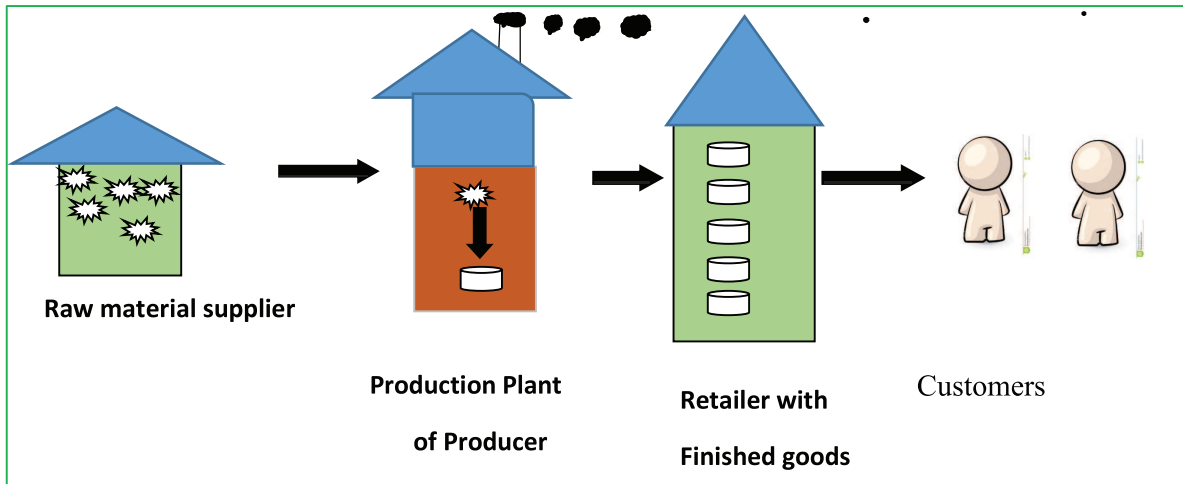 Raw material supplier
Production Plant
of Producer
Retailer with
Finished goods
Customers